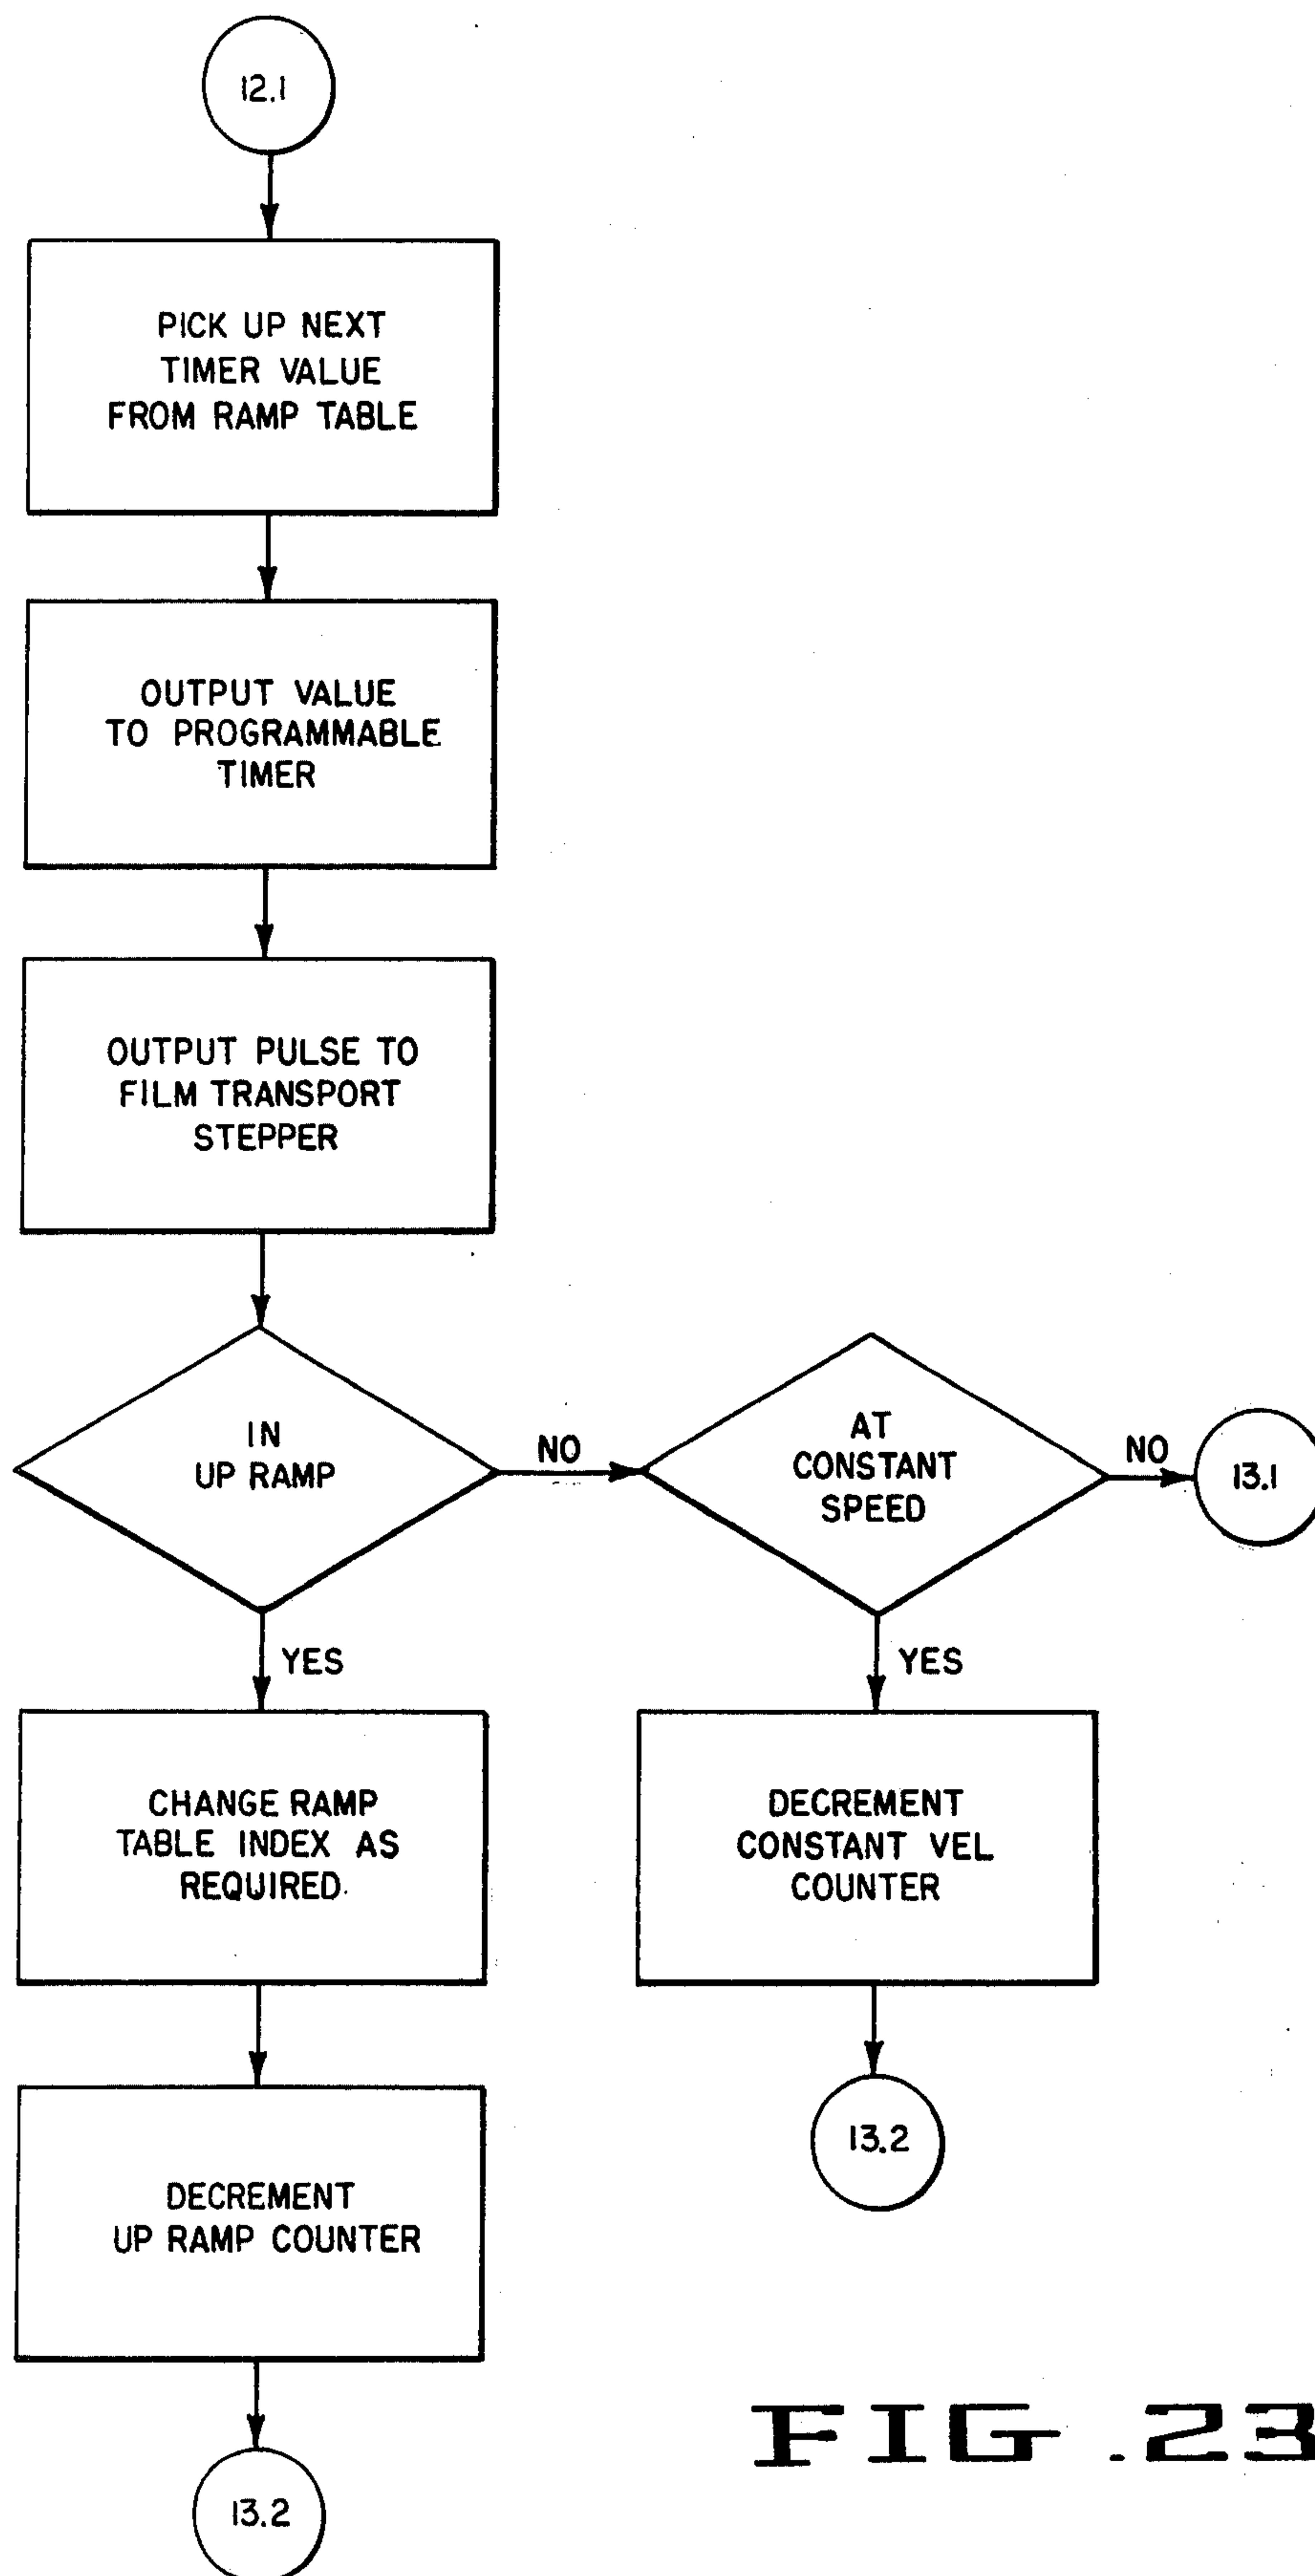 12.1
PICK UP NEXT
TIMER VALUE
FROM RAMP TABLE
OUTPUT VALUE
TO PROGRAMMABLE
TIMER
OUTPUT PULSE TO
FILM TRANSPORT
STEPPER
IN
UP RAMP
NO
AT
CONSTANT
SPEED
NO
13.1
YES
YES
CHANGE RAMP
TABLE INDEX AS
REQUIRED
DECREMENT
CONSTANT VEL
COUNTER
13.2
DECREMENT
UP RAMP COUNTER
13.2
FIG.23